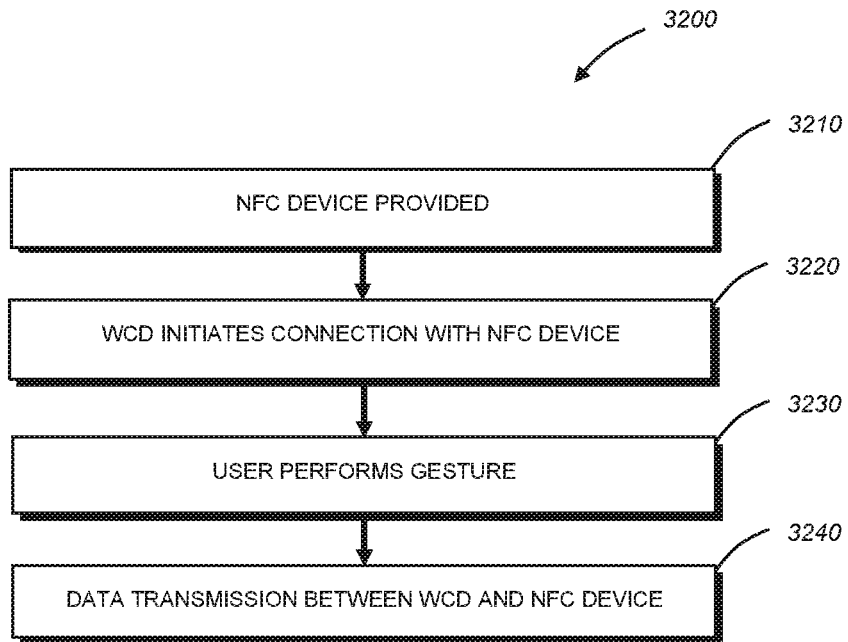 3200
3210
NFC DEVICE PROVIDED
3220
WCD INITIATES CONNECTION WITH NFC DEVICE
3230
USER PERFORMS GESTURE
3240
DATA TRANSMISSION BETWEEN WCD AND NFC DEVICE